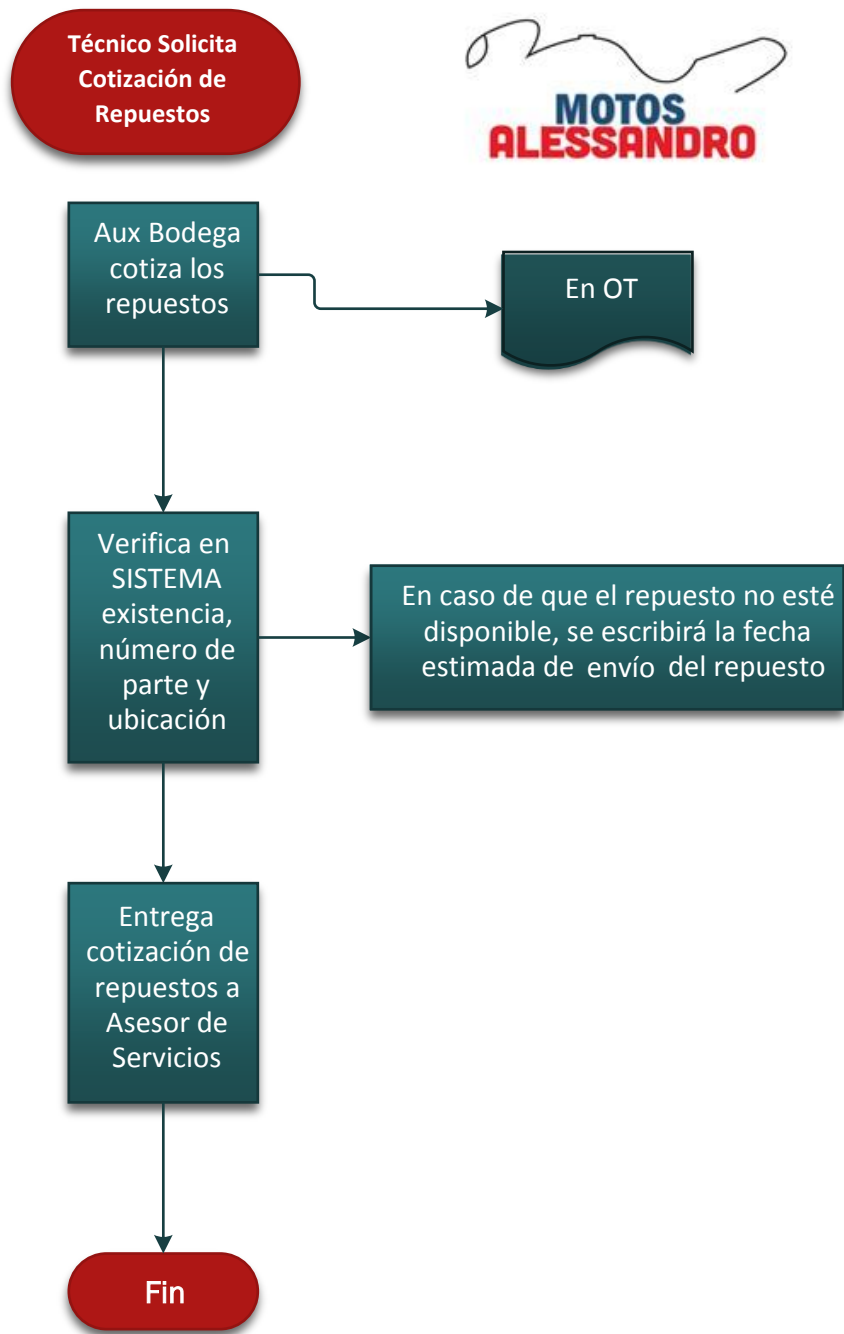 Técnico Solicita
Cotización de
Repuestos
MOTOS
ALESSANDRO
Aux Bodega
cotiza los
repuestos
En OT
Verifica en
SISTEMA
existencia,
número de
parte y
ubicación
En caso de que el repuesto no esté
disponible, se escribirá la fecha
estimada de envío del repuesto
Entrega
cotización de
repuestos a
Asesor de
Servicios
Fin